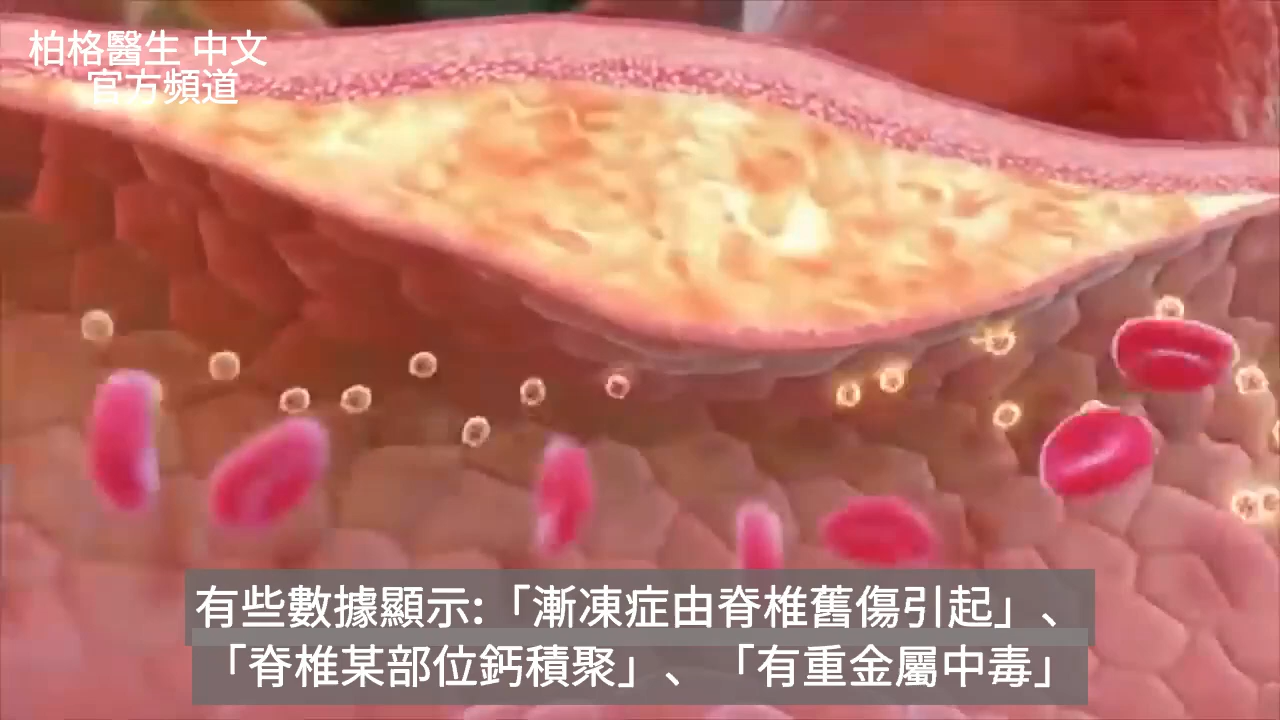 柏格醫生 中文
官方頻道
有些數據顯示:「漸凍症由脊椎舊傷引起」、
「脊椎某部位鈣積聚」、「有重金屬中毒」